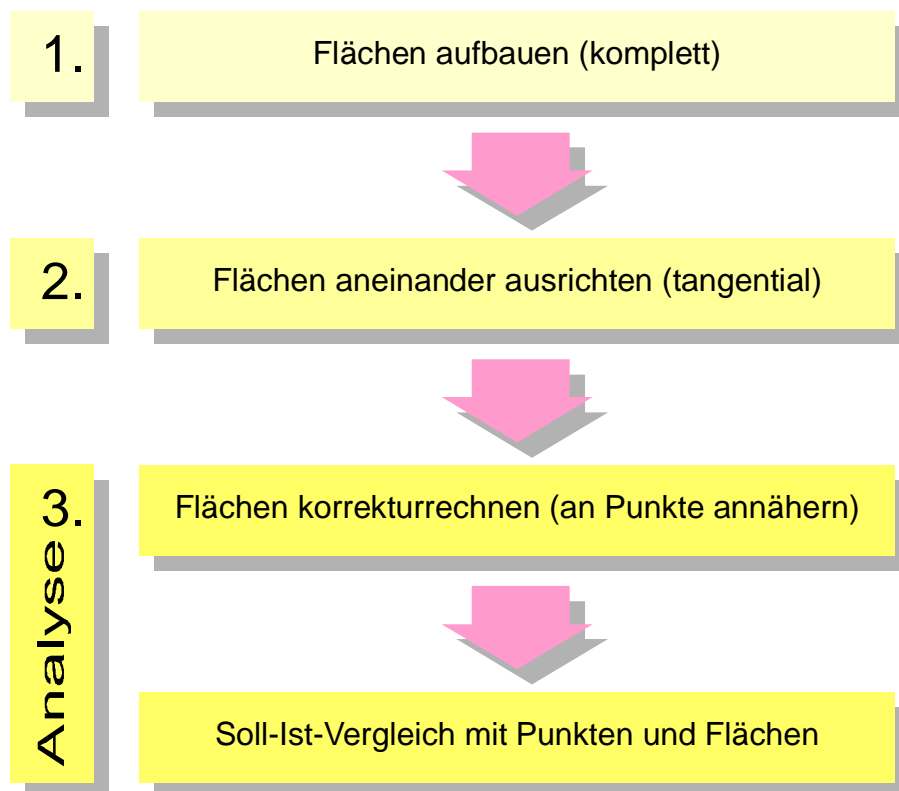 1.
Flächen aufbauen (komplett)
2.
Flächen aneinander ausrichten (tangential)
3.
Analyse
Flächen korrekturrechnen (an Punkte annähern)
Soll-Ist-Vergleich mit Punkten und Flächen